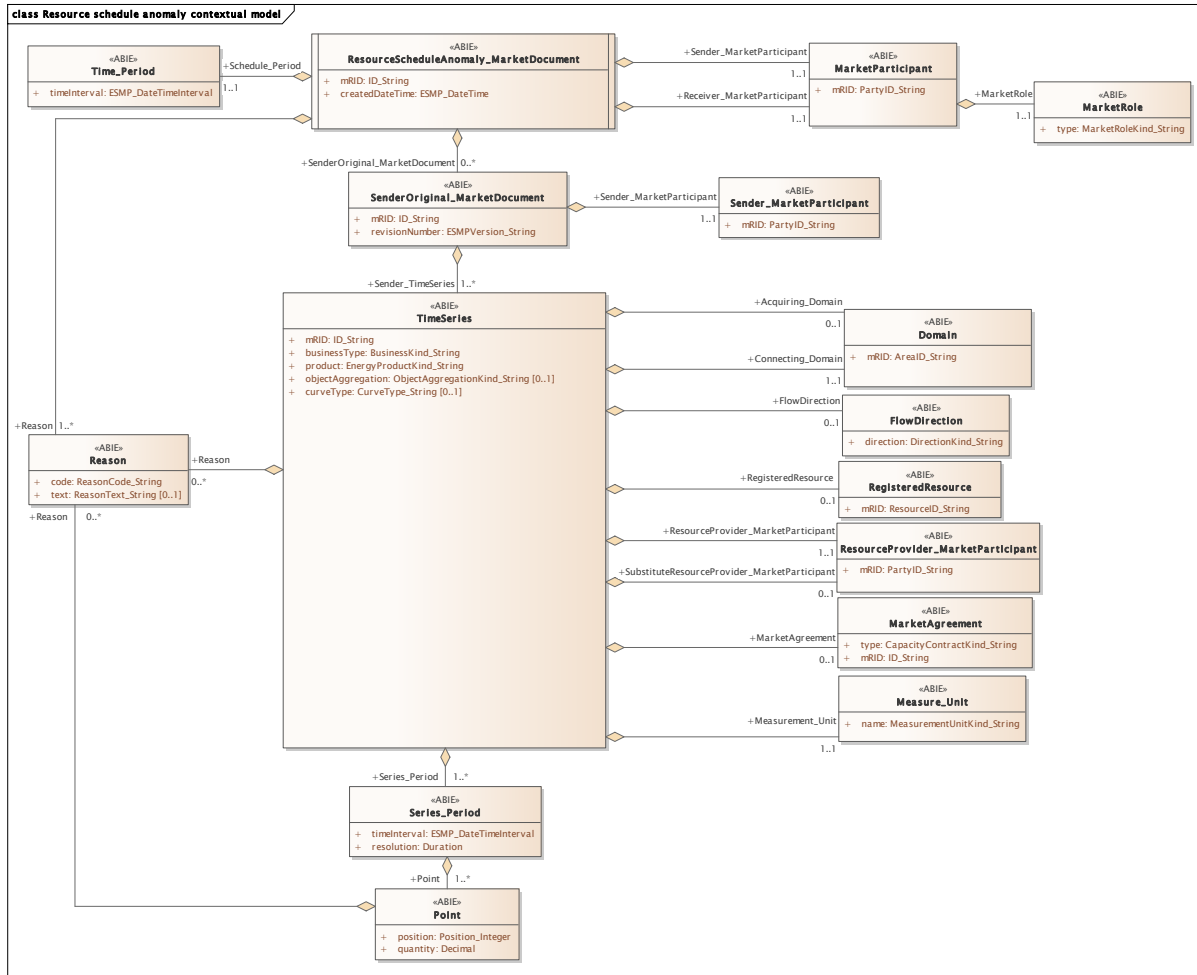 class Resource schedule anomaly contextual model
«ABIE»
Time_Period
+ timeInterval: ESMP_DateTimeInterval
+Schedule_Period
1..1
«ABIE»
ResourceScheduleAnomaly_MarketDocument
+ mRID: ID_String
+ createdDateTime: ESMP_DateTime
+Sender_MarketParticipant
1..1
+Receiver_MarketParticipant
1..1
«ABIE»
MarketParticipant
+ mRID: PartyID_String
+MarketRole
1..1
«ABIE»
MarketRole
+ type: MarketRoleKind_String
+SenderOriginal_MarketDocument 0..*
«ABIE»
SenderOriginal_MarketDocument
+ mRID: ID_String
+ revisionNumber: ESMPVersion_String
+Sender_MarketParticipant
1..1
«ABIE»
Sender_MarketParticipant
+ mRID: PartyID_String
+Sender_TimeSeries 1..*
«ABIE»
TimeSeries
+ mRID: ID_String
+ businessType: BusinessKind_String
+ product: EnergyProductKind_String
+ objectAggregation: ObjectAggregationKind_String [0..1]
+ curveType: CurveType_String [0..1]
+Acquiring_Domain
0..1
+Connecting_Domain
1..1
«ABIE»
Domain
+ mRID: AreaID_String
+FlowDirection
0..1
«ABIE»
FlowDirection
+ direction: DirectionKind_String
+Reason 1..*
«ABIE»
Reason
+ code: ReasonCode_String
+ text: ReasonText_String [0..1]
+Reason
0..*
+Reason 0..*
+RegisteredResource
0..1
«ABIE»
RegisteredResource
+ mRID: ResourceID_String
+ResourceProvider_MarketParticipant
1..1
+SubstituteResourceProvider_MarketParticipant
0..1
«ABIE»
ResourceProvider_MarketParticipant
+ mRID: PartyID_String
+MarketAgreement
0..1
«ABIE»
MarketAgreement
+ type: CapacityContractKind_String
+ mRID: ID_String
+Measurement_Unit
1..1
«ABIE»
Measure_Unit
+ name: MeasurementUnitKind_String
+Series_Period 1..*
«ABIE»
Series_Period
+ timeInterval: ESMP_DateTimeInterval
+ resolution: Duration
+Point 1..*
«ABIE»
Point
+ position: Position_Integer
+ quantity: Decimal